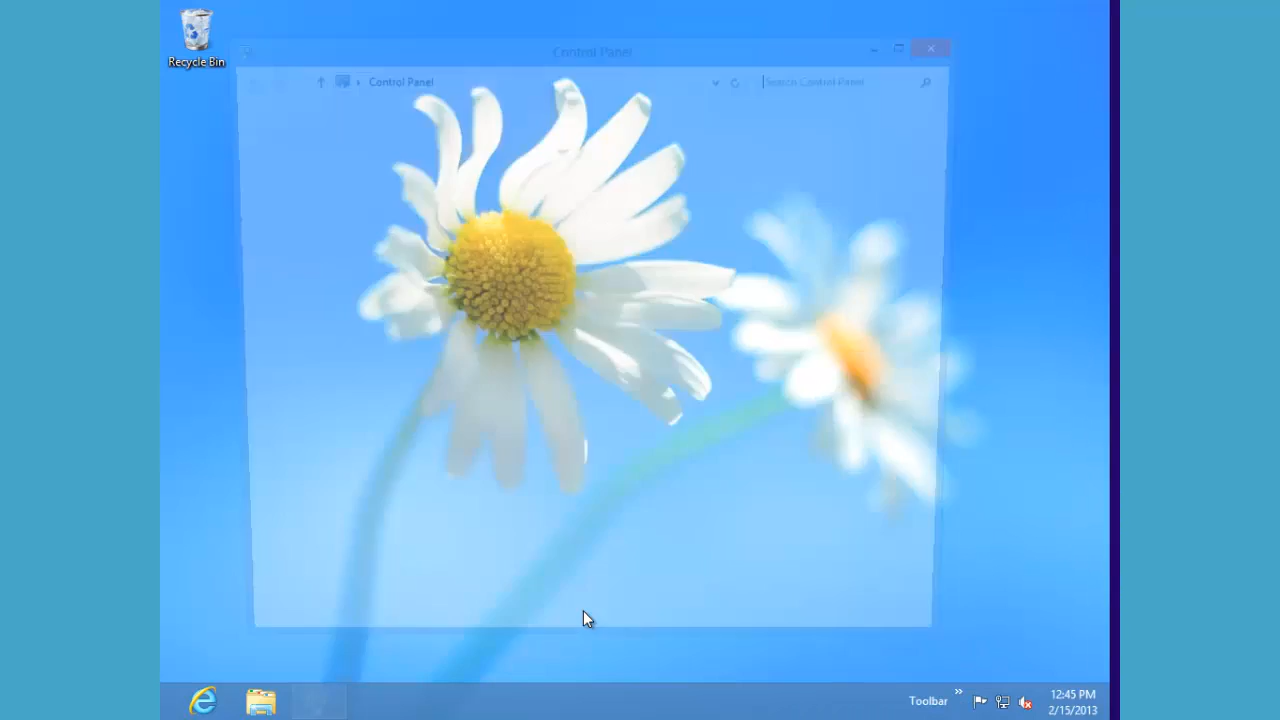 Recycle Bin
Control Panel
Control Panel
Search Control Panel
Toolbar
12:45 PM
2/15/2013